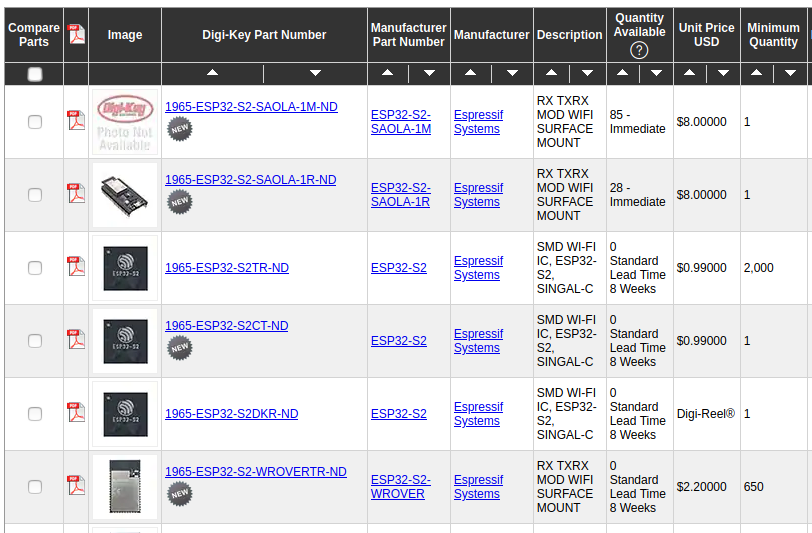 Compare Parts
Image
Digi-Key Part Number
Manufacturer Part Number
Manufacturer
Description
Quantity Available
?
Unit Price USD
Minimum Quantity
PDF
Digi-Key
Photo Not
Available
1965-ESP32-S2-SAOLA-1M-ND
NEW
ESP32-S2-
SAOLA-1M
Espressif
Systems
RX TXRX
MOD WIFI
SURFACE
MOUNT
85 -
Immediate
$8.00000
1
PDF
1965-ESP32-S2-SAOLA-1R-ND
NEW
ESP32-S2-
SAOLA-1R
Espressif
Systems
RX TXRX
MOD WIFI
SURFACE
MOUNT
28 -
Immediate
$8.00000
1
PDF
ESP32-S2
1965-ESP32-S2TR-ND
ESP32-S2
Espressif
Systems
SMD WI-FI
IC, ESP32-
S2,
SINGAL-C
0
Standard
Lead Time
8 Weeks
$0.99000
2,000
PDF
ESP32-S2
1965-ESP32-S2CT-ND
NEW
ESP32-S2
Espressif
Systems
SMD WI-FI
IC, ESP32-
S2,
SINGAL-C
0
Standard
Lead Time
8 Weeks
$0.99000
1
PDF
ESP32-S2
1965-ESP32-S2DKR-ND
ESP32-S2
Espressif
Systems
SMD WI-FI
IC, ESP32-
S2,
SINGAL-C
0
Standard
Lead Time
8 Weeks
Digi-Reel®
1
PDF
1965-ESP32-S2-WROVERTR-ND
NEW
ESP32-S2-
WROVER
Espressif
Systems
RX TXRX
MOD WIFI
SURFACE
MOUNT
0
Standard
Lead Time
8 Weeks
$2.20000
650